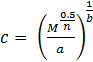 C = (M^(0.5/n) / a)^(1/b)